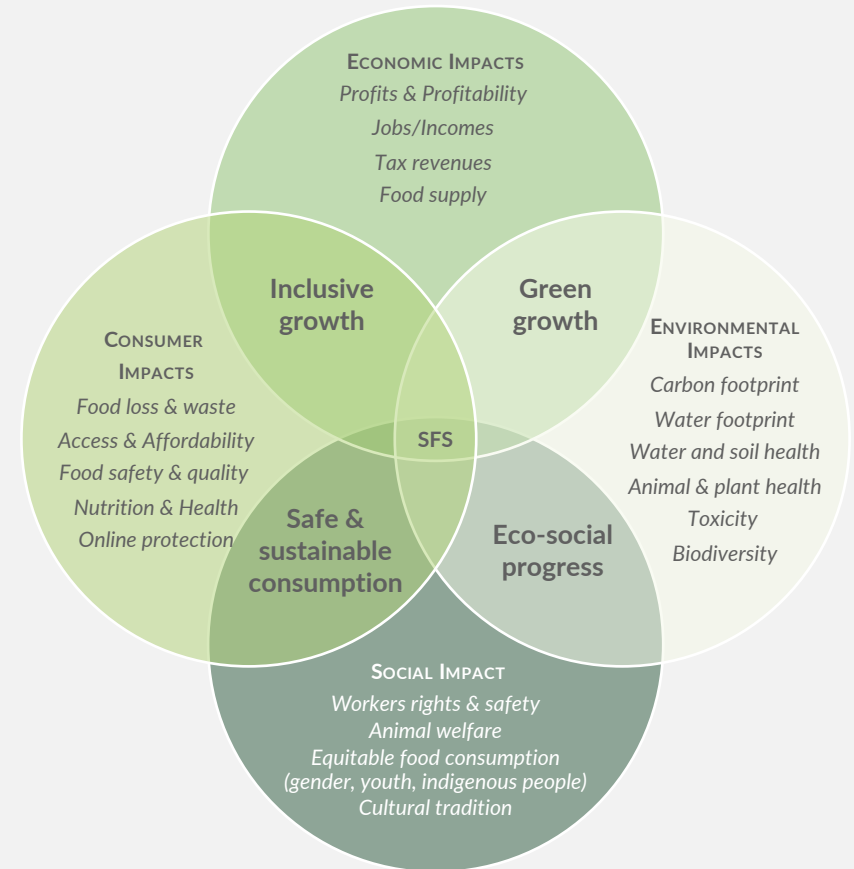 ECONOMIC IMPACTS
Profits & Profitability
Jobs/Incomes
Tax revenues
Food supply
Inclusive
growth
Green
growth
CONSUMER
IMPACTS
Food loss & waste
Access & Affordability
Food safety & quality
Nutrition & Health
Online protection
ENVIRONMENTAL
IMPACTS
Carbon footprint
Water footprint
Water and soil health
Animal & plant health
Toxicity
Biodiversity
SFS
Safe &
sustainable
consumption
Eco-social
progress
SOCIAL IMPACT
Workers rights & safety
Animal welfare
Equitable food consumption
(gender, youth, indigenous people)
Cultural tradition